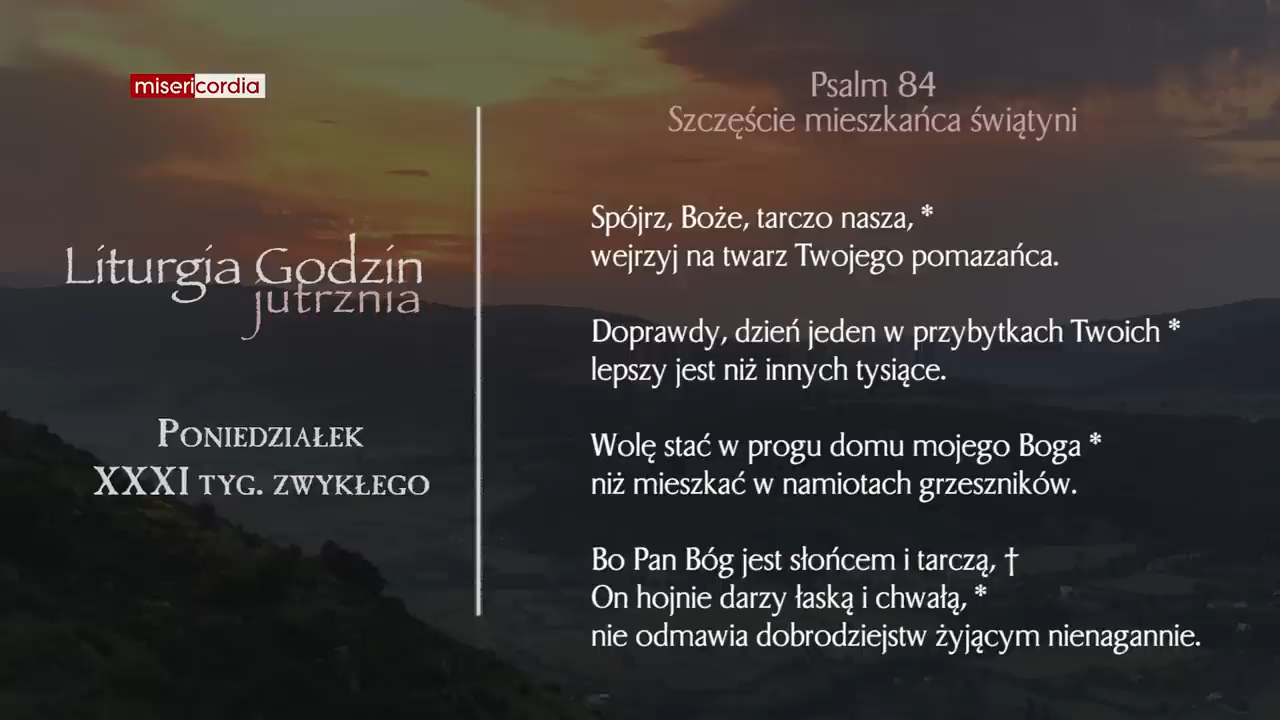 misericordia
Liturgia Godzin
jutrznia
Poniedziałek
XXXI tyg. zwykłego
Psalm 84
Szczęście mieszkańca świątyni
Spójrz, Boże, tarczo nasza, *
wejrzyj na twarz Twojego pomazańca.
Doprawdy, dzień jeden w przybytkach Twoich *
lepszy jest niż innych tysiące.
Wolę stać w progu domu mojego Boga *
niż mieszkać w namiotach grzeszników.
Bo Pan Bóg jest słońcem i tarczą, †
On hojnie darzy łaską i chwałą, *
nie odmawia dobrodziejstw żyjącym nienagannie.